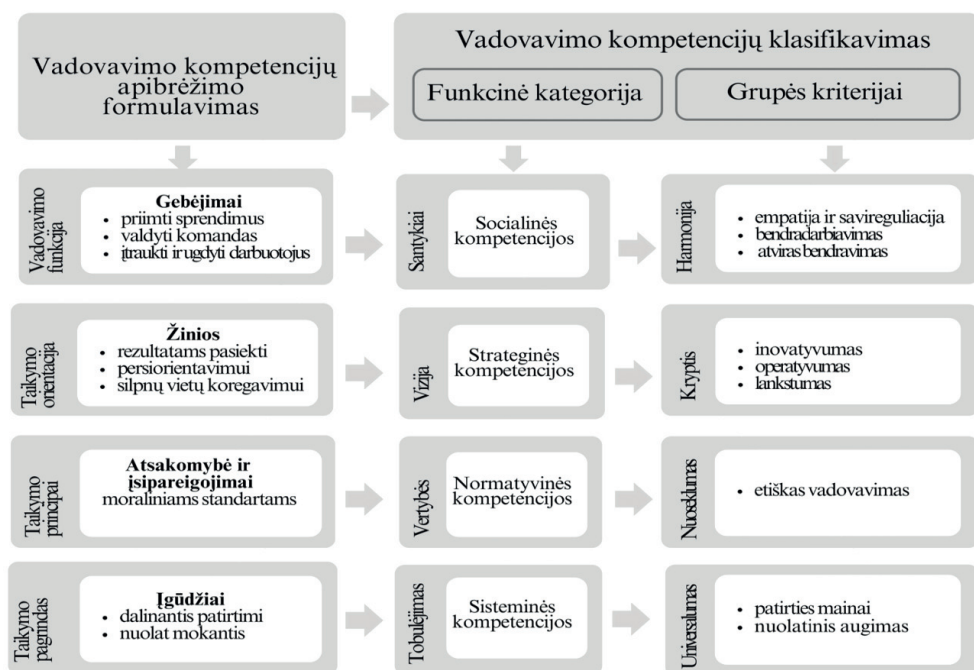 Vadovavimo kompetencijų
apibrėžimo
formulavimas
Vadovavimo kompetencijų klasifikavimas
Funkcinė kategorija
Grupės kriterijai
Vadovavimo
funkcija
Gebėjimai
• priimti sprendimus
• valdyti komandas
• įtraukti ir ugdyti darbuotojus
Santykiai
Socialinės
kompetencijos
Harmonija
• empatija ir savireguliacija
• bendradarbiavimas
• atviras bendravimas
Taikymo
orientacija
Žinios
• rezultatams pasiekti
• persiorientavimui
• silpnų vietų koregavimui
Vizija
Strateginės
kompetencijos
Kryptis
• inovatyvumas
• operatyvumas
• lankstumas
Taikymo
principai
Atsakomybė ir
įsipareigojimai
moraliniams standartams
Vertybės
Normatyvinės
kompetencijos
Nuoseklumas
• etiškas vadovavimas
Taikymo
pagrindas
Įgūdžiai
• dalinantis patirtimi
• nuolat mokantis
Tobulėjimas
Sisteminės
kompetencijos
Universalumas
• patirties mainai
• nuolatinis augimas